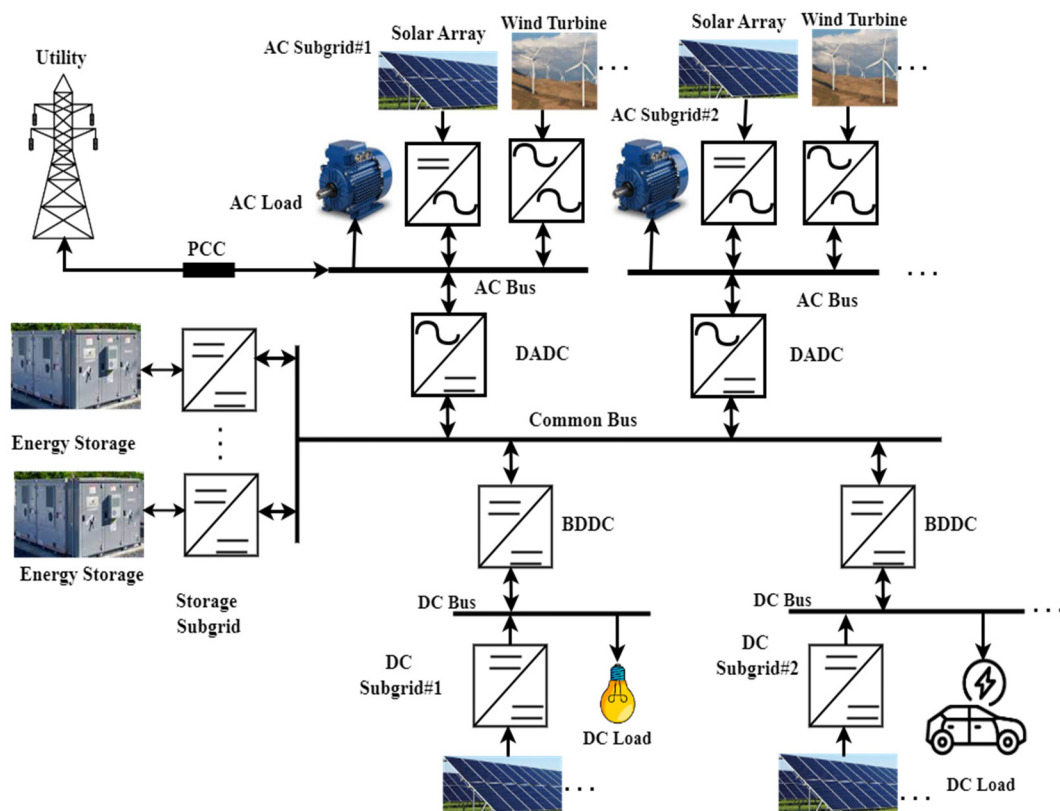 Utility
AC Subgrid#1
Solar Array
Wind Turbine
Solar Array
Wind Turbine
AC Subgrid#2
AC Load
PCC
AC Bus
AC Bus
DADC
DADC
Common Bus
Energy Storage
Energy Storage
Storage
Subgrid
BDDC
BDDC
DC Bus
DC Bus
DC
Subgrid#1
DC
Subgrid#2
DC Load
DC Load